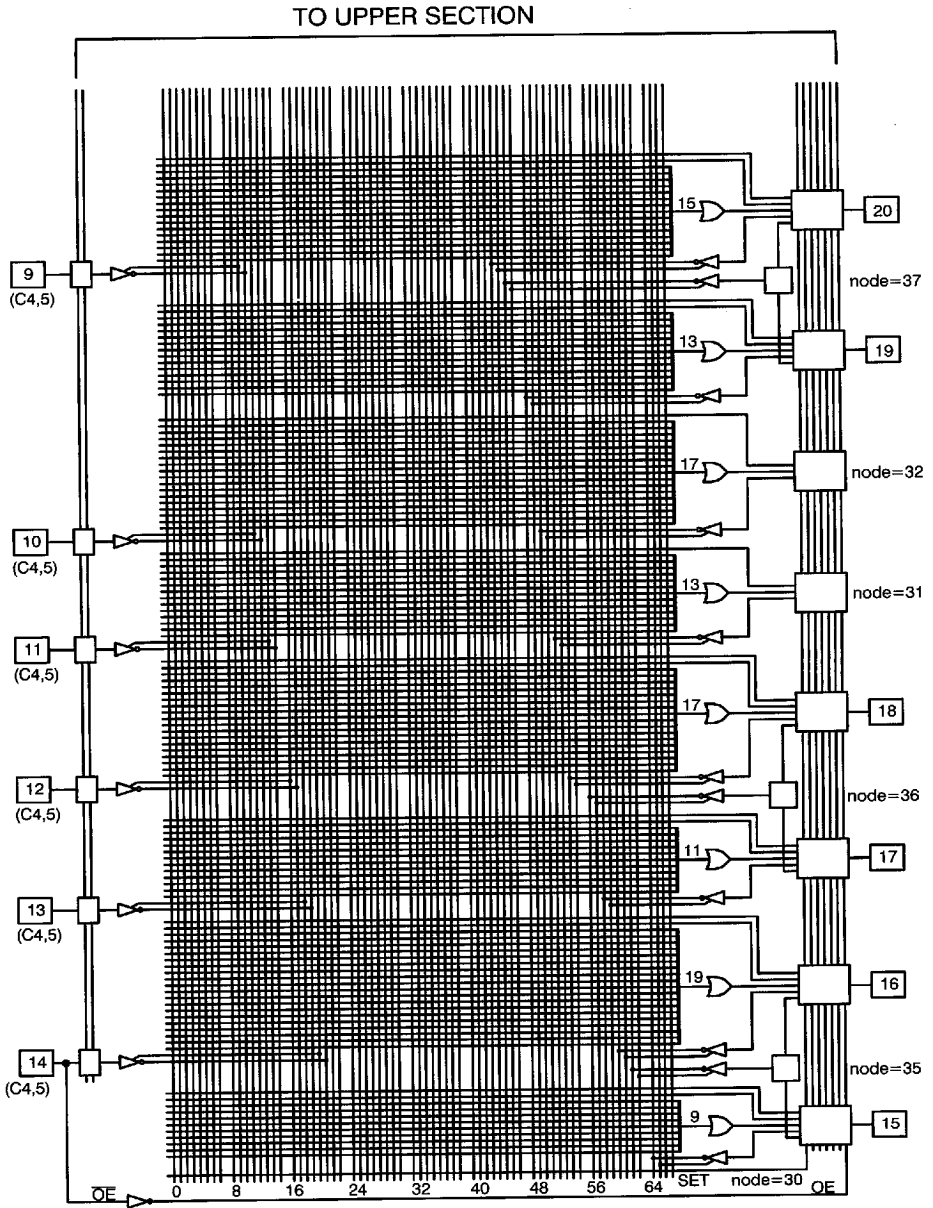 TO UPPER SECTION
15
20
9
(C4,5)
node=37
13
19
17
node=32
10
(C4,5)
13
node=31
11
(C4,5)
17
18
12
(C4,5)
node=36
11
17
13
(C4,5)
19
16
14
(C4,5)
node=35
9
15
OE 0 8 16 24 32 40 48 56 64 SET node=30 OE